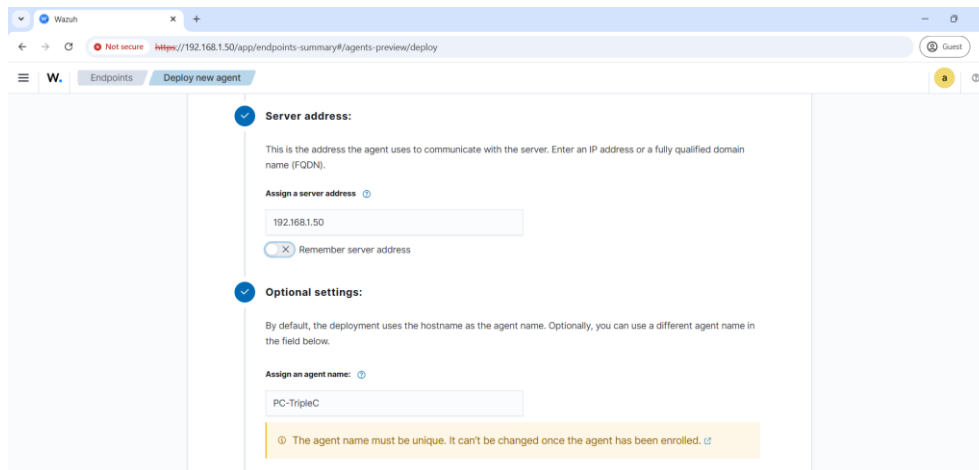 Wazuh
Not secure https://192.168.1.50/app/endpoints-summary#/agents-preview/deploy
Guest
W. Endpoints Deploy new agent a
Server address:
This is the address the agent uses to communicate with the server. Enter an IP address or a fully qualified domain
name (FQDN).
Assign a server address
192.168.1.50
Remember server address
Optional settings:
By default, the deployment uses the hostname as the agent name. Optionally, you can use a different agent name in
the field below.
Assign an agent name:
PC-TripleC
The agent name must be unique. It can't be changed once the agent has been enrolled.